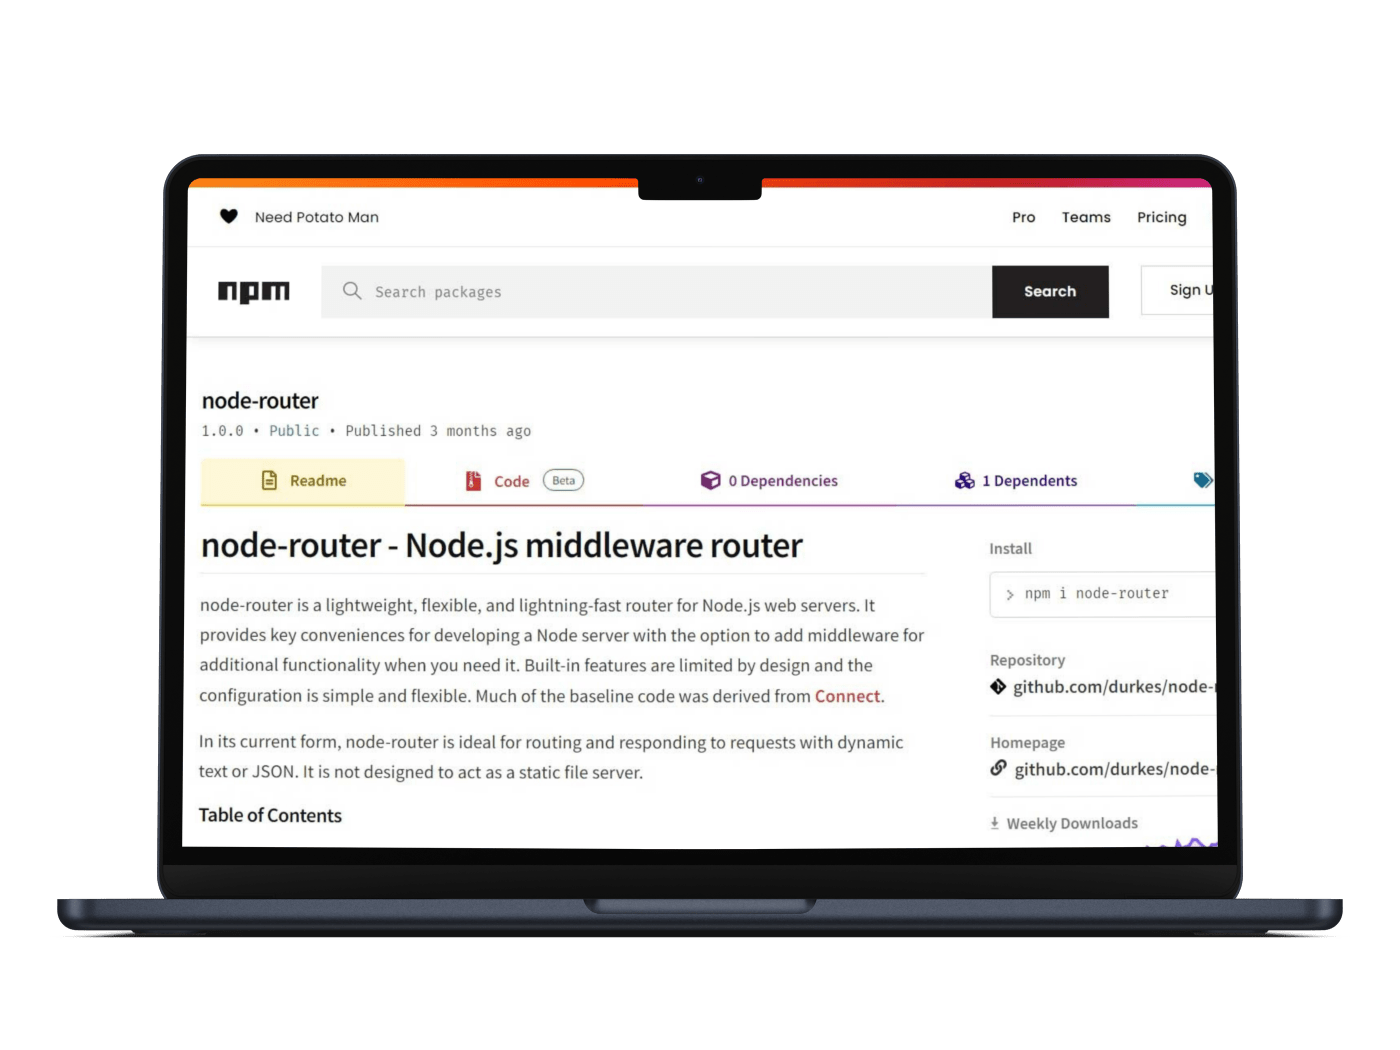 Need Potato Man
Pro Teams Pricing
npm
Search packages
Search
Sign U
node-router
1.0.0 • Public • Published 3 months ago
Readme
Code Beta
0 Dependencies
1 Dependents
node-router - Node.js middleware router
node-router is a lightweight, flexible, and lightning-fast router for Node.js web servers. It
provides key conveniences for developing a Node server with the option to add middleware for
additional functionality when you need it. Built-in features are limited by design and the
configuration is simple and flexible. Much of the baseline code was derived from Connect.
In its current form, node-router is ideal for routing and responding to requests with dynamic
text or JSON. It is not designed to act as a static file server.
Table of Contents
Install
> npm i node-router
Repository
github.com/durkes/node-
Homepage
github.com/durkes/node-
Weekly Downloads